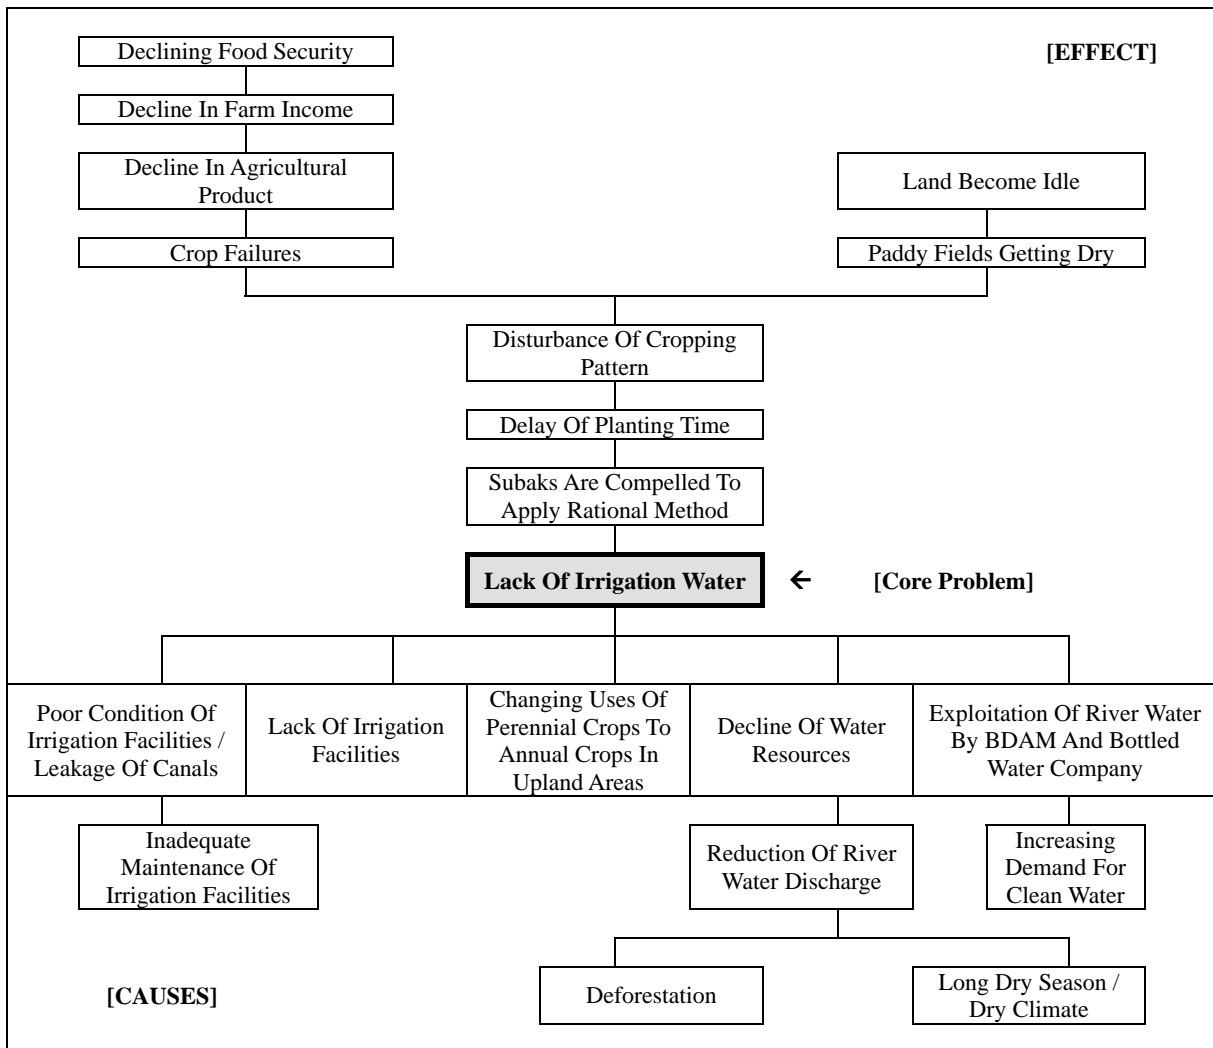 Declining Food Security
[EFFECT]
Decline In Farm Income
Decline In Agricultural
Product
Land Become Idle
Crop Failures
Paddy Fields Getting Dry
Disturbance Of Cropping
Pattern
Delay Of Planting Time
Subaks Are Compelled To
Apply Rational Method
Lack Of Irrigation Water
← [Core Problem]
Poor Condition Of
Irrigation Facilities /
Leakage Of Canals
Lack Of Irrigation
Facilities
Changing Uses Of
Perennial Crops To
Annual Crops In
Upland Areas
Decline Of Water
Resources
Exploitation Of River Water
By BDAM And Bottled
Water Company
Inadequate
Maintenance Of
Irrigation Facilities
Reduction Of River
Water Discharge
Increasing
Demand For
Clean Water
[CAUSES]
Deforestation
Long Dry Season /
Dry Climate